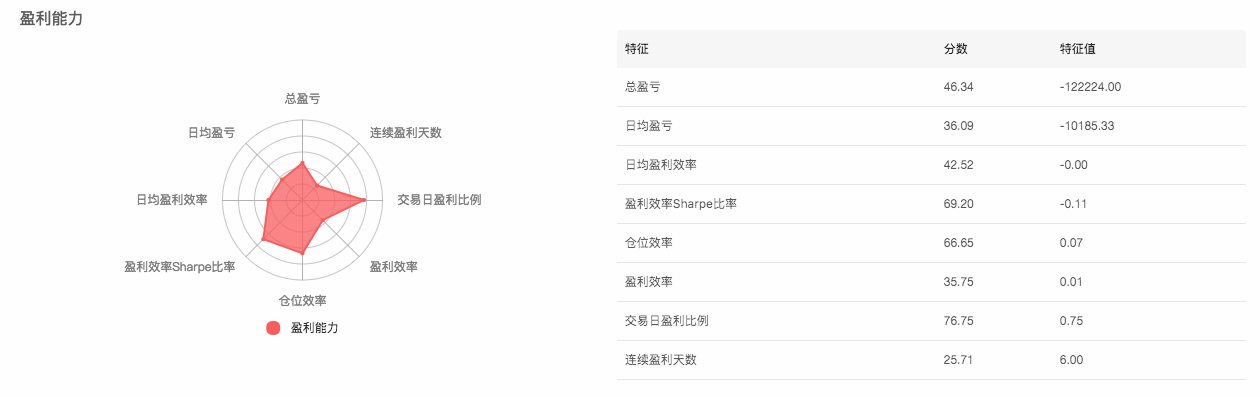 盈利能力
总盈亏
日均盈亏
连续盈利天数
日均盈利效率
交易日盈利比例
盈利效率Sharpe比率
盈利效率
仓位效率
盈利能力
特征 分数 特征值
总盈亏 46.34 -122224.00
日均盈亏 36.09 -10185.33
日均盈利效率 42.52 -0.00
盈利效率Sharpe比率 69.20 -0.11
仓位效率 66.65 0.07
盈利效率 35.75 0.01
交易日盈利比例 76.75 0.75
连续盈利天数 25.71 6.00